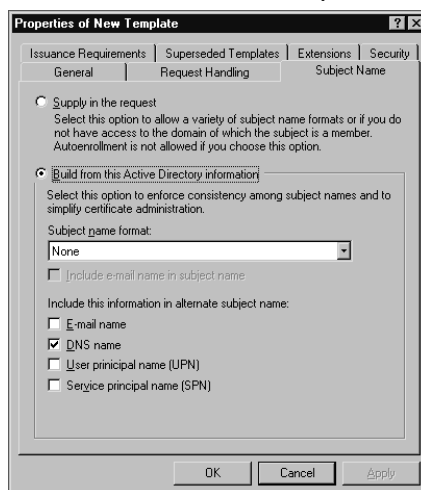 Properties of New Template
Issuance Requirements Superseded Templates Extensions Security
General Request Handling Subject Name
Supply in the request
Select this option to allow a variety of subject name formats or if you do
not have access to the domain of which the subject is a member.
Autoenrollment is not allowed if you choose this option.
Build from this Active Directory information
Select this option to enforce consistency among subject names and to
simplify certificate administration.
Subject name format:
None
Include e-mail name in subject name
Include this information in alternate subject name:
E-mail name
DNS name
User prinicipal name (UPN)
Service principal name (SPN)
OK Cancel Apply